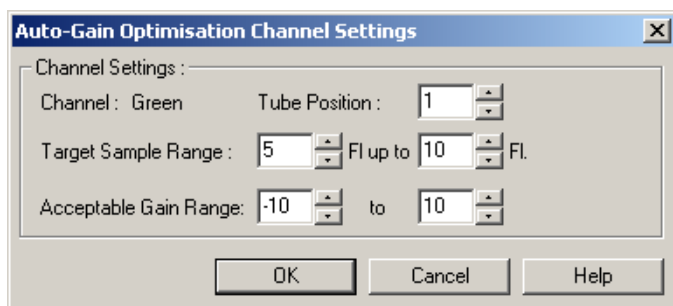 Auto-Gain Optimisation Channel Settings
Channel Settings :
Channel : Green Tube Position : 1
Target Sample Range : 5 Fl up to 10 Fl.
Acceptable Gain Range: -10 to 10
OK Cancel Help